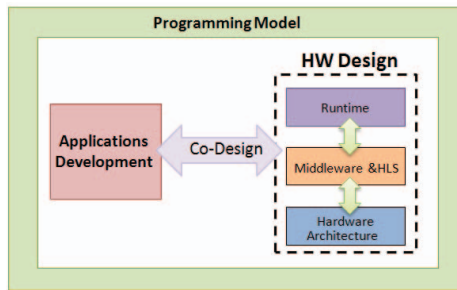 Programming Model
HW Design
Runtime
Applications
Development
Co-Design
Middleware &HLS
Hardware
Architecture